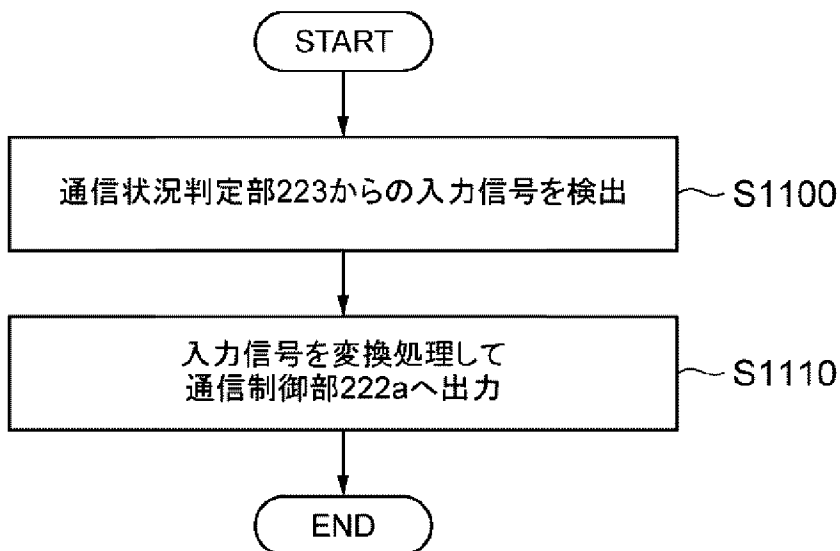 START
通信状況判定部223からの入力信号を検出
S1100
入力信号を変換処理して
通信制御部222aへ出力
S1110
END